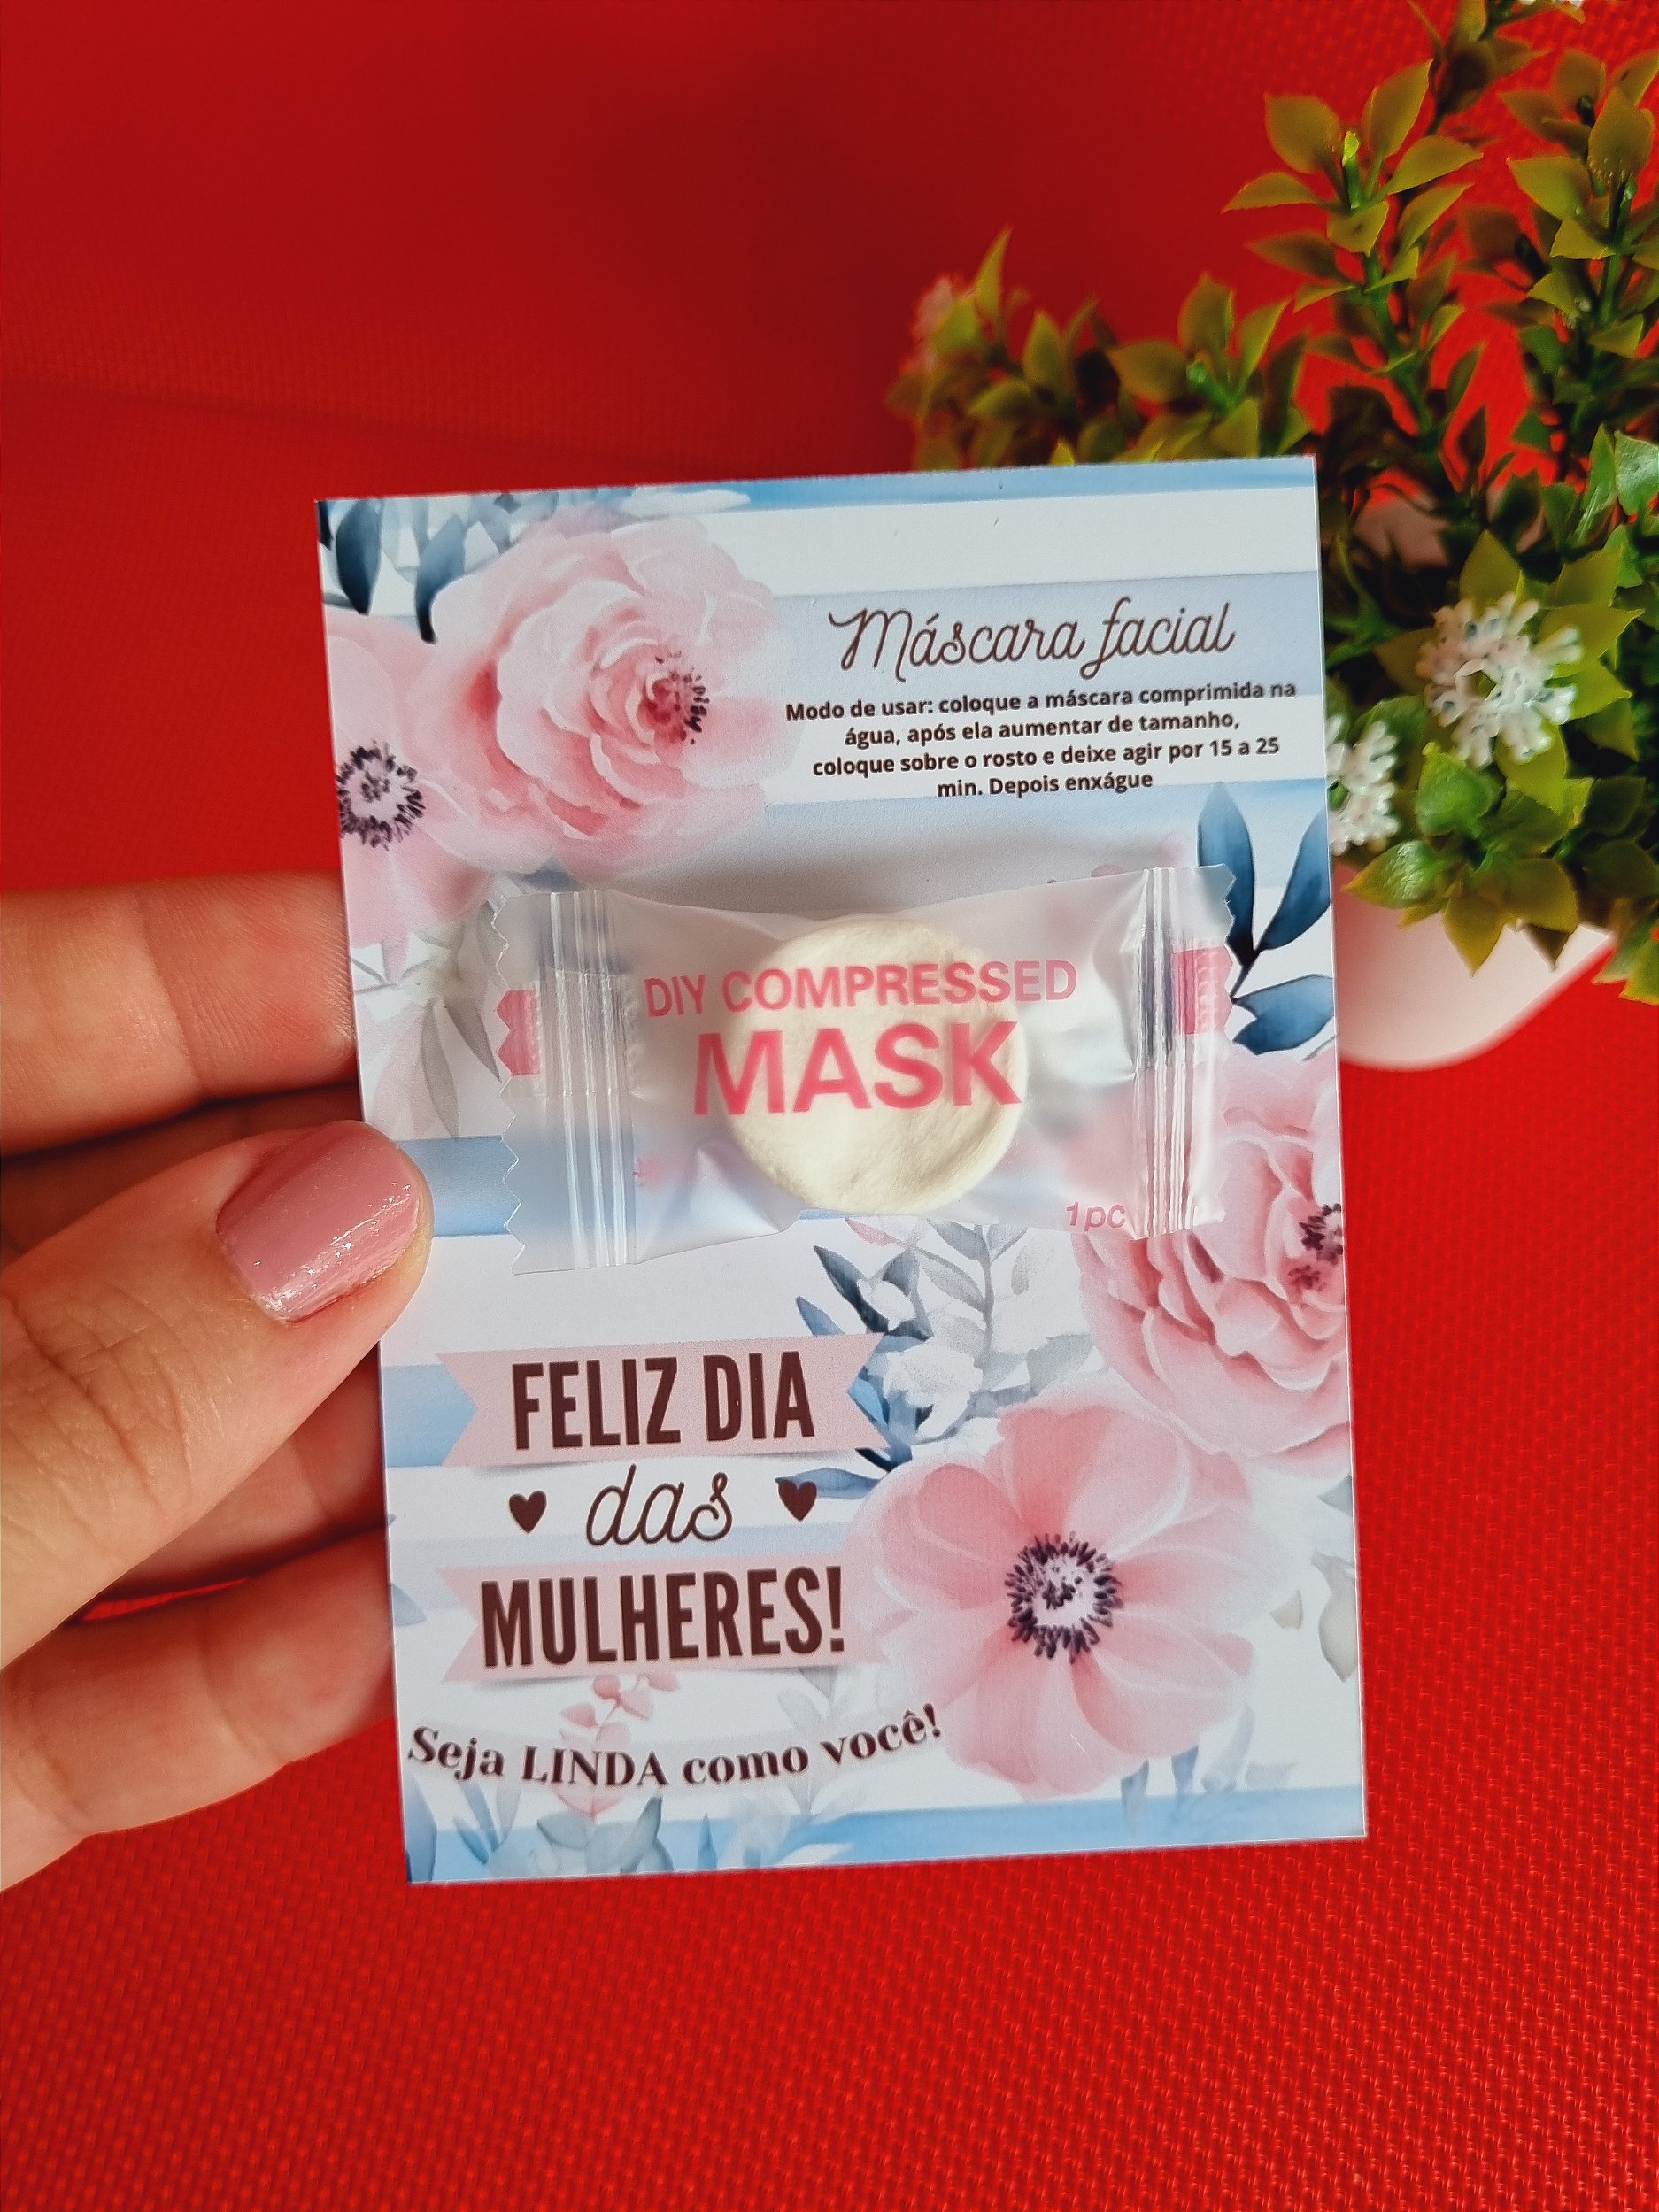 Máscara facial
Modo de usar: coloque a máscara comprimida na
água, após ela aumentar de tamanho,
coloque sobre o rosto e deixe agir por 15 a 25
min. Depois enxágue
DIY COMPRESSED
MASK
1pc
FELIZ DIA
das
MULHERES!
Seja LINDA como você!